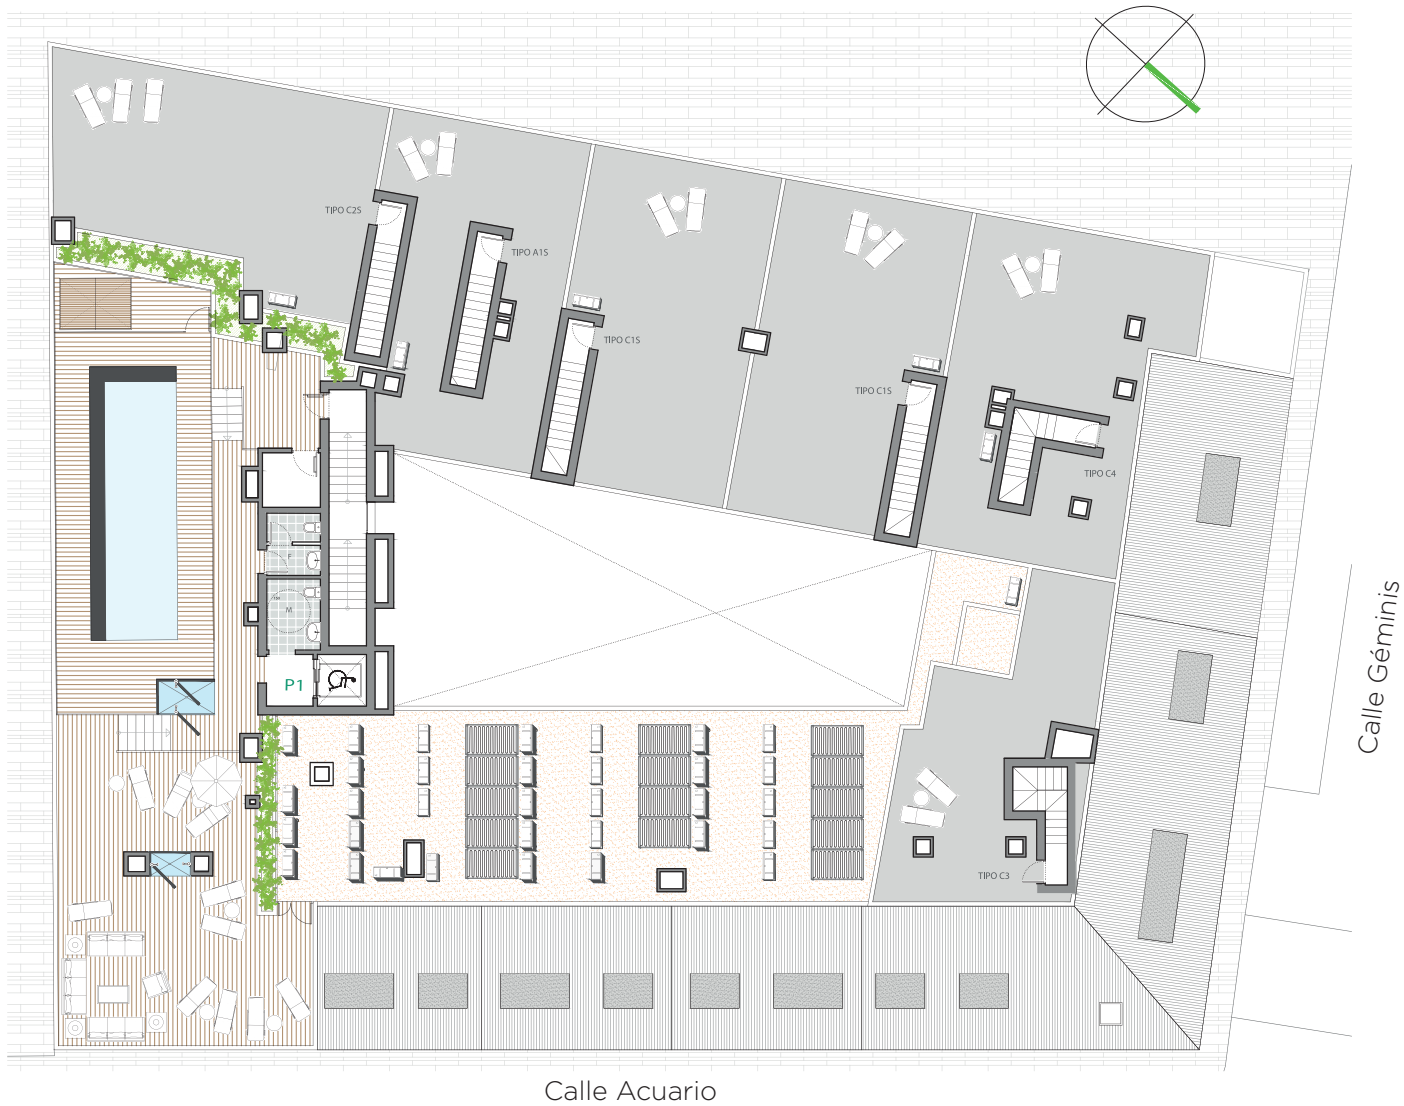 TIPO C2S
TIPO A1S
TIPO C1S
TIPO C1S
TIPO C4
F
M
P1
TIPO C3
Calle Géminis
Calle Acuario